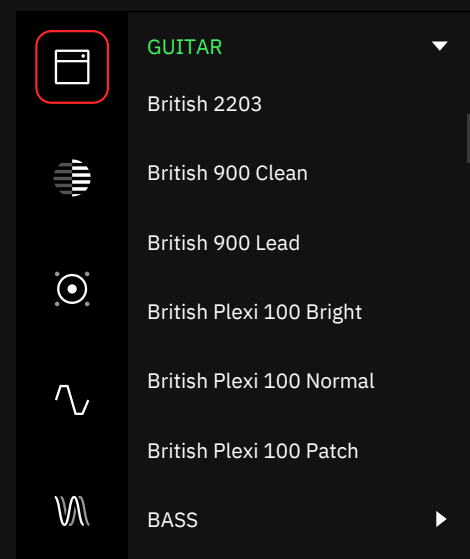 GUITAR
British 2203
British 900 Clean
British 900 Lead
British Plexi 100 Bright
British Plexi 100 Normal
British Plexi 100 Patch
BASS